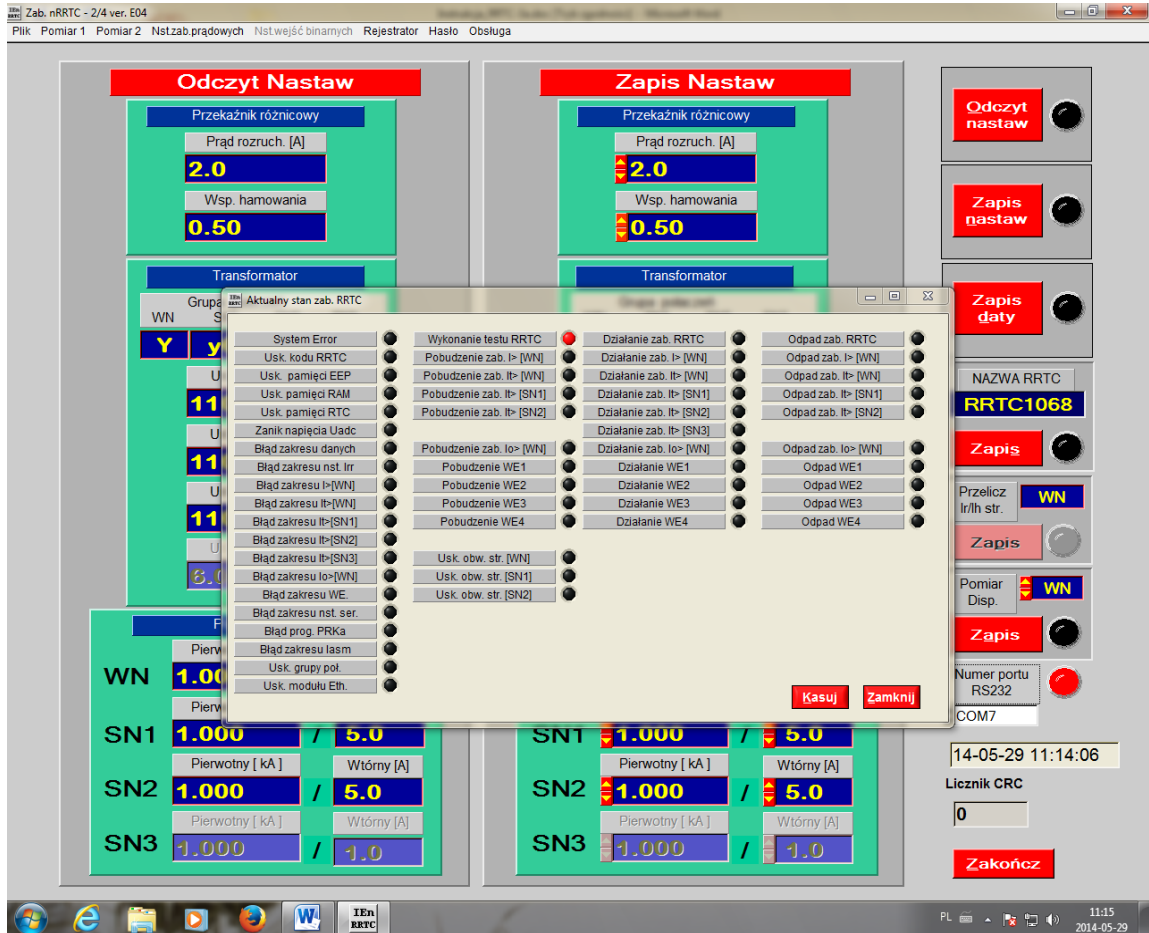 Zab. nRRTC - 2/4 ver. E04
Plik Pomiar 1 Pomiar 2 Nst.zab.prądowych Nst.wejść binarnych Rejestrator Hasło Obsługa
Odczyt Nastaw
Przekaźnik różnicowy
Prąd rozruch. [A]
2.0
Wsp. hamowania
0.50
Transformator
Grupa
WN
Y
y
11
11
11
6.0
Zapis Nastaw
Przekaźnik różnicowy
Prąd rozruch. [A]
2.0
Wsp. hamowania
0.50
Transformator
Grupa połączeń
Aktualny stan zab. RRTC
System Error
Usk. kodu RRTC
Usk. pamięci EEP
Usk. pamięci RAM
Usk. pamięci RTC
Zanik napięcia Uadc
Błąd zakresu danych
Błąd zakresu nst. Irr
Błąd zakresu I>[WN]
Błąd zakresu It>[WN]
Błąd zakresu It>[SN1]
Błąd zakresu It>[SN2]
Błąd zakresu It>[SN3]
Błąd zakresu Io>[WN]
Błąd zakresu WE.
Błąd zakresu nst. ser.
Błąd prog. PRKa
Błąd zakresu Iasm
Usk. grupy poł.
Usk. modułu Eth.
Wykonanie testu RRTC
Pobudzenie zab. I> [WN]
Pobudzenie zab. It> [WN]
Pobudzenie zab. It> [SN1]
Pobudzenie zab. It> [SN2]
Pobudzenie zab. Io> [WN]
Pobudzenie WE1
Pobudzenie WE2
Pobudzenie WE3
Pobudzenie WE4
Usk. obw. str. [WN]
Usk. obw. str. [SN1]
Usk. obw. str. [SN2]
Działanie zab. RRTC
Działanie zab. I> [WN]
Działanie zab. It> [WN]
Działanie zab. It> [SN1]
Działanie zab. It> [SN2]
Działanie zab. It> [SN3]
Działanie zab. Io> [WN]
Działanie WE1
Działanie WE2
Działanie WE3
Działanie WE4
Odpad zab. RRTC
Odpad zab. I> [WN]
Odpad zab. It> [WN]
Odpad zab. It> [SN1]
Odpad zab. It> [SN2]
Odpad zab. Io> [WN]
Odpad WE1
Odpad WE2
Odpad WE3
Odpad WE4
Kasuj
Zamknij
WN
1.00
SN1
1.000 / 5.0
Pierwotny [ kA ] Wtórny [A]
SN2 1.000 / 5.0
Pierwotny [ kA ] Wtórny [A]
SN3 1.000 / 1.0
SN1 1.000 / 5.0
Pierwotny [ kA ] Wtórny [A]
SN2 1.000 / 5.0
Pierwotny [ kA ] Wtórny [A]
SN3 1.000 / 1.0
Odczyt
nastaw
Zapis
nastaw
Zapis
daty
NAZWA RRTC
RRTC1068
Zapis
Przelicz
Ir/Ih str.
WN
Zapis
Pomiar
Disp.
WN
Zapis
Numer portu
RS232
COM7
14-05-29 11:14:06
Licznik CRC
0
Zakończ
IEn
RRTC
PL
11:15
2014-05-29